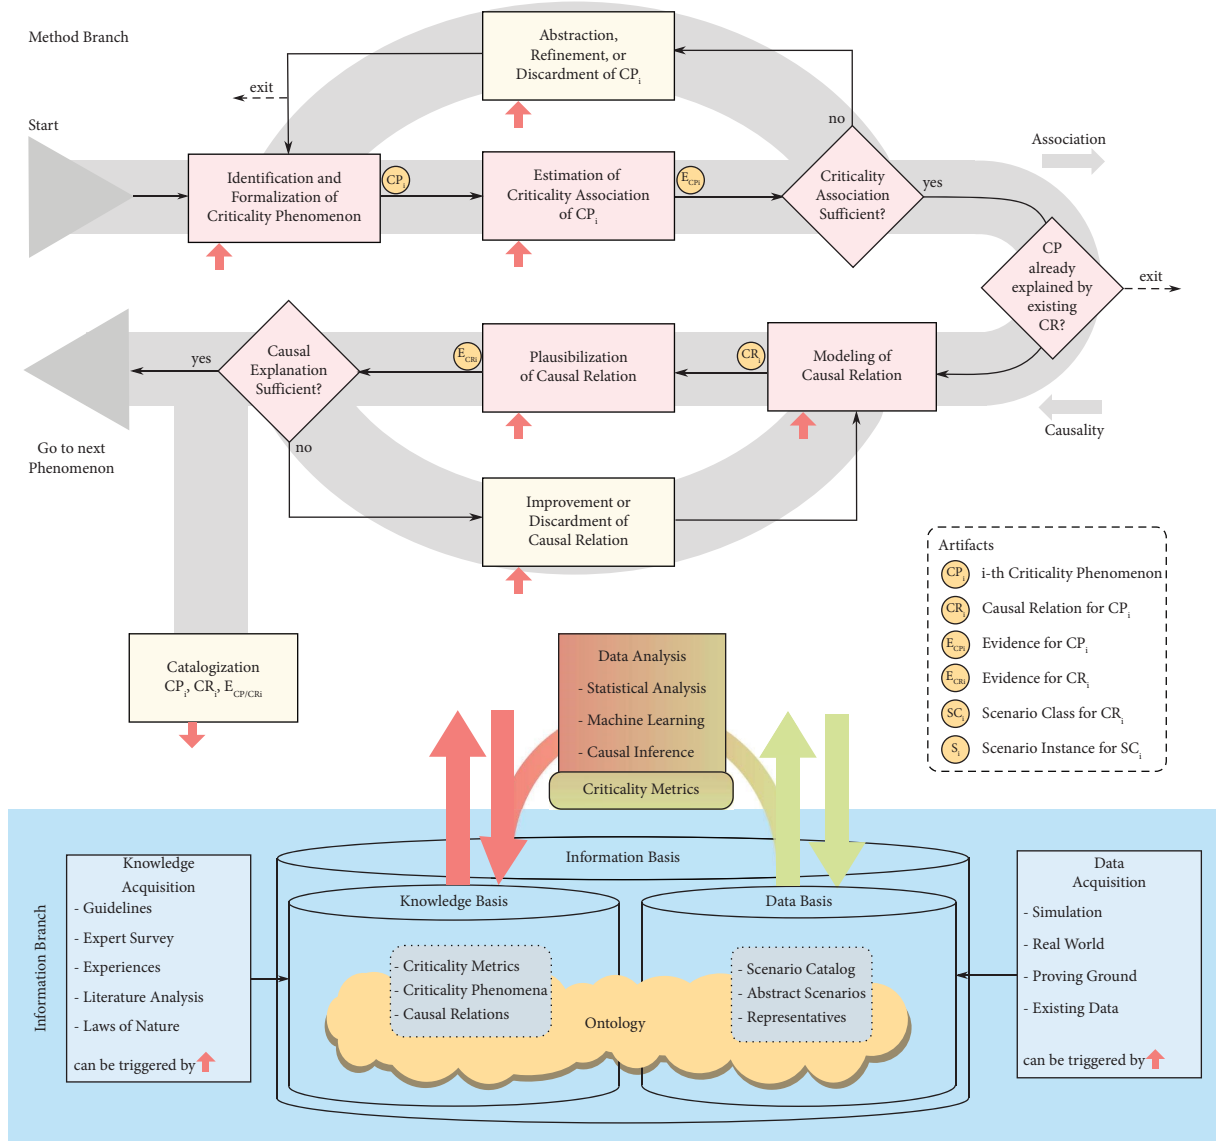 Method Branch
Abstraction,
Refinement, or
Discardment of CPi
exit
no
Start
Association
Identification and
Formalization of
Criticality Phenomenon
CPi
Estimation of
Criticality Association
of CPi
ECPi
Criticality
Association
Sufficient?
yes
CP
already
explained by
existing
CR?
exit
Causal
Explanation
Sufficient?
yes
ECRi
Plausibilization
of Causal Relation
CRi
Modeling of
Causal Relation
Causality
Go to next
Phenomenon
no
Improvement or
Discardment of
Causal Relation
Artifacts
CPi i-th Criticality Phenomenon
CRi Causal Relation for CPi
ECPi Evidence for CPi
ECRi Evidence for CRi
SCi Scenario Class for CRi
Si Scenario Instance for SCi
Catalogization
CPi, CRi, ECP/CRi
Data Analysis
- Statistical Analysis
- Machine Learning
- Causal Inference
Criticality Metrics
Information Branch
Knowledge
Acquisition
- Guidelines
- Expert Survey
- Experiences
- Literature Analysis
- Laws of Nature
can be triggered by
Information Basis
Knowledge Basis
- Criticality Metrics
- Criticality Phenomena
- Causal Relations
Ontology
Data Basis
- Scenario Catalog
- Abstract Scenarios
- Representatives
Data
Acquisition
- Simulation
- Real World
- Proving Ground
- Existing Data
can be triggered by